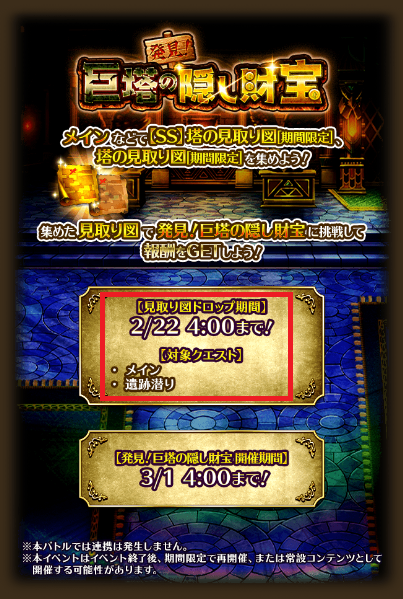 発見!
巨塔の隠し財宝
メインなどで【SS】塔の見取り図[期間限定]、
塔の見取り図[期間限定]を集めよう!
集めた見取り図で発見!巨塔の隠し財宝に挑戦して
報酬をGETしよう!
【見取り図ドロップ期間】
2/22 4:00まで!
【対象クエスト】
・メイン
・遺跡潜り
【発見!巨塔の隠し財宝 開催期間】
3/1 4:00まで!
※本バトルでは連携は発生しません。
※本イベントはイベント終了後、期間限定で再開催、または常設コンテンツとして
開催する可能性があります。